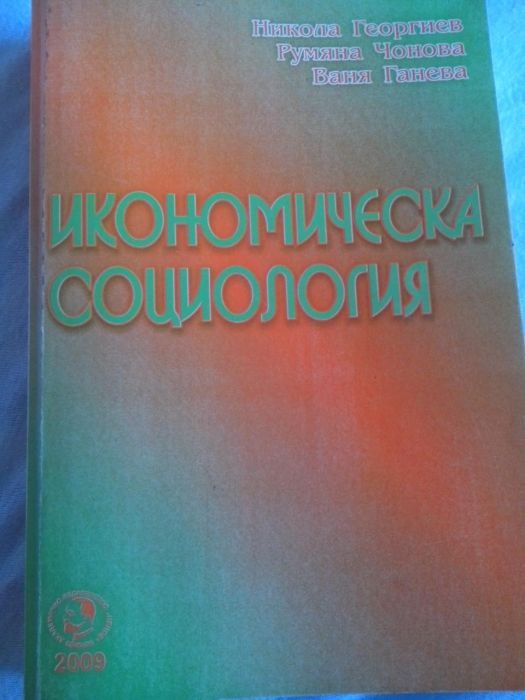 Никола Георгиев
Румяна Чонова
Ваня Ганева
ИКОНОМИЧЕСКА
СОЦИОЛОГИЯ
2009